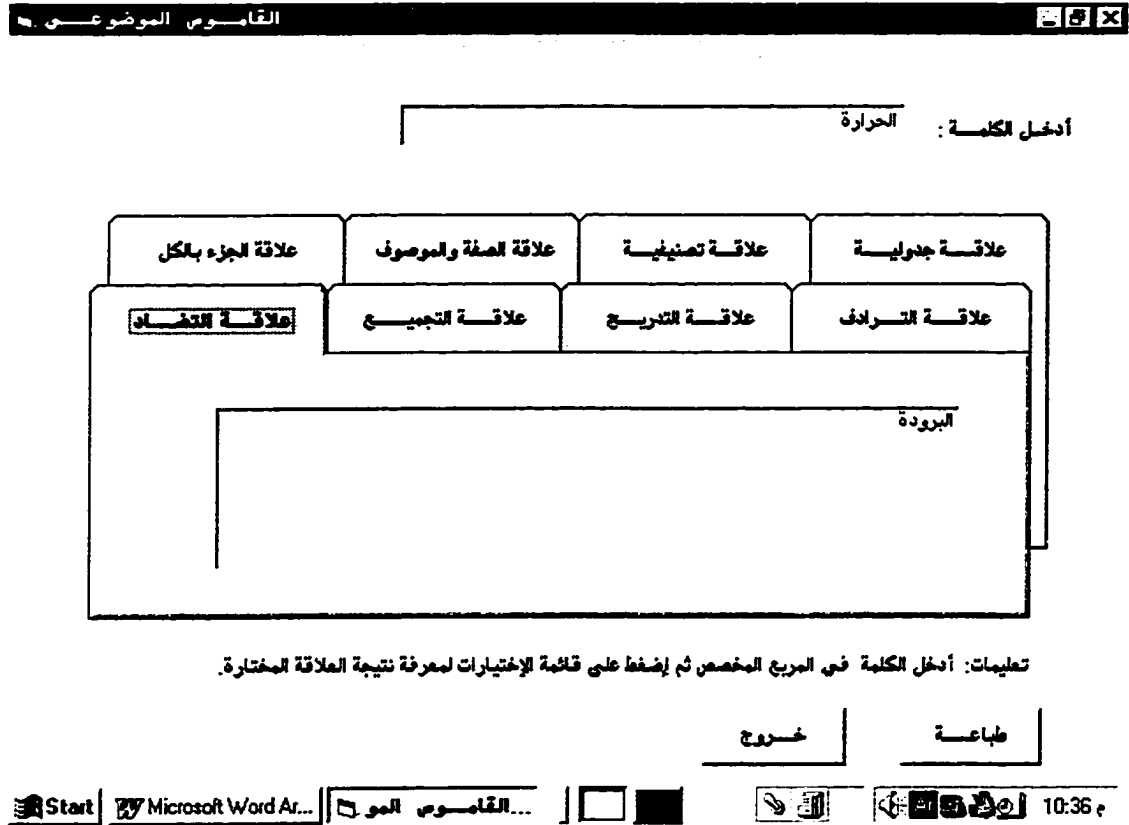 القاموس الموضوعى
أدخل الكلمة : الحرارة
علاقة جدولية علاقة تصنيفية علاقة الصفة والموصوف علاقة الجزء بالكل
علاقة الترادف علاقة التدريج علاقة التجميع علاقة التضاد
البرودة
تعليمات: أدخل الكلمة في المربع المخصص ثم إضغط على قائمة الإختيارات لمعرفة نتيجة العلاقة المختارة.
طباعة خروج
Start Microsoft Word Ar... القاموس المو... 10:36 م